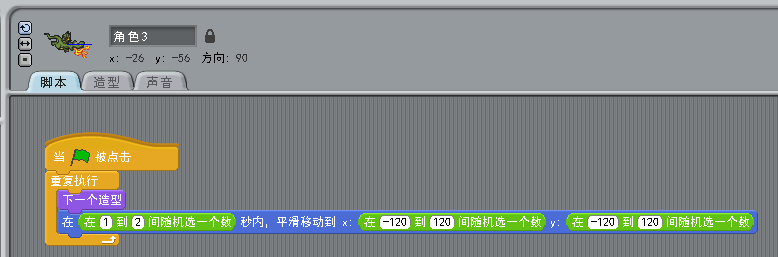 角色3
x: -26 y: -56 方向: 90
脚本 造型 声音
当 被点击
重复执行
下一个造型
在 在 1 到 2 间随机选一个数 秒内，平滑移动到 x: 在 -120 到 120 间随机选一个数 y: 在 -120 到 120 间随机选一个数